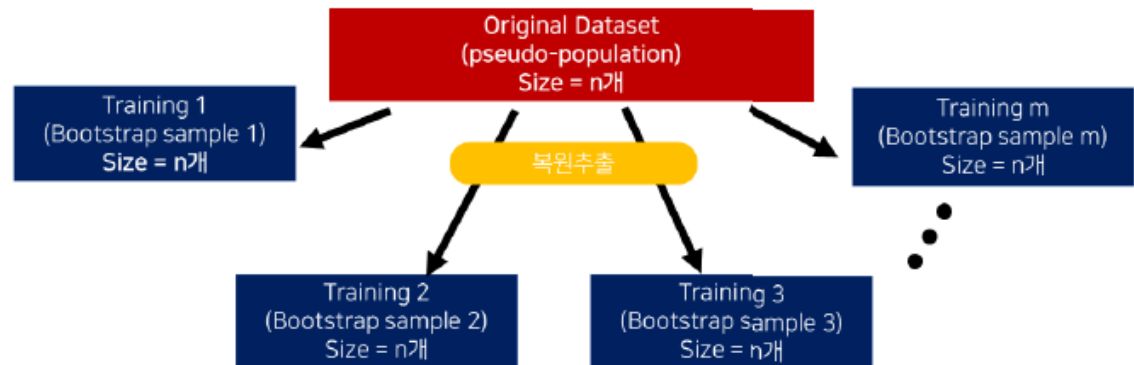 Original Dataset
(pseudo-population)
Size = n개
Training 1
(Bootstrap sample 1)
Size = n개
Training m
(Bootstrap sample m)
Size = n개
복원추출
Training 2
(Bootstrap sample 2)
Size = n개
Training 3
(Bootstrap sample 3)
Size = n개